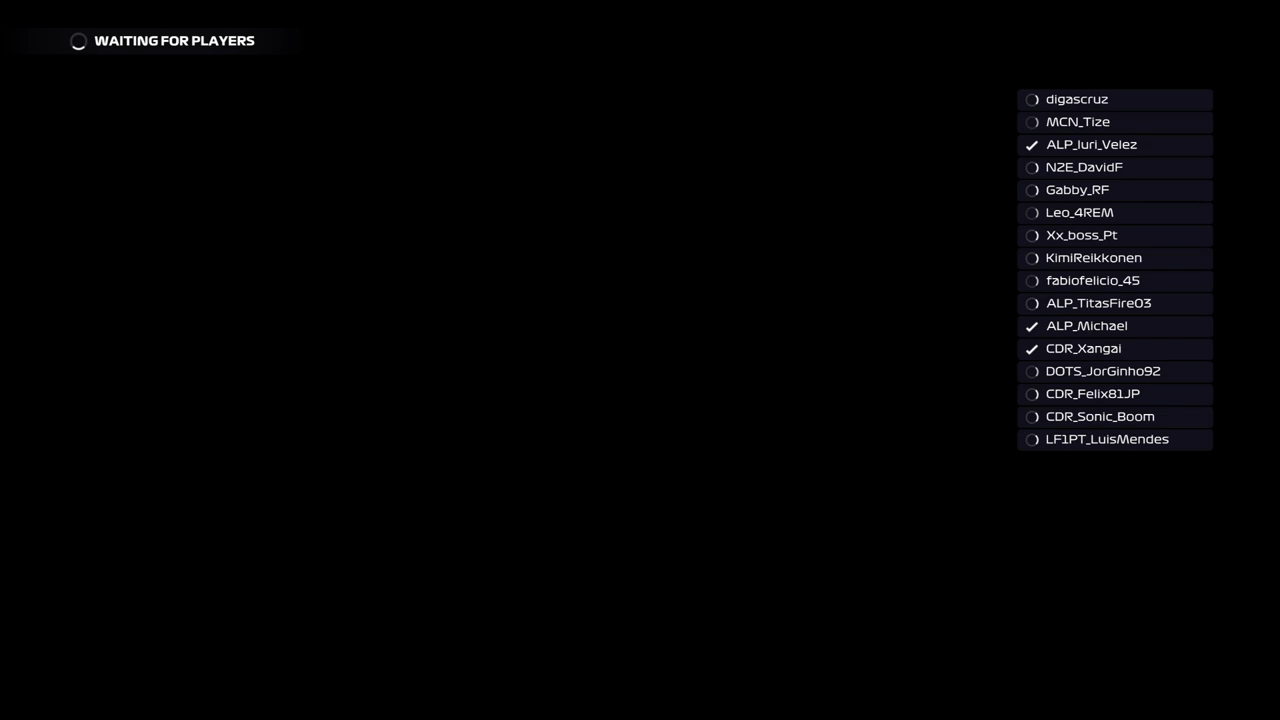 WAITING FOR PLAYERS
digascruz
MCN_Tize
ALP_Iuri_Velez
N2E_DavidF
Gabby_RF
Leo_4REM
Xx_boss_Pt
KimiReikkonen
fabiofelicio_45
ALP_TitasFire03
ALP_Michael
CDR_Xangai
DOTS_JorGinho92
CDR_Felix81JP
CDR_Sonic_Boom
LF1PT_LuisMendes